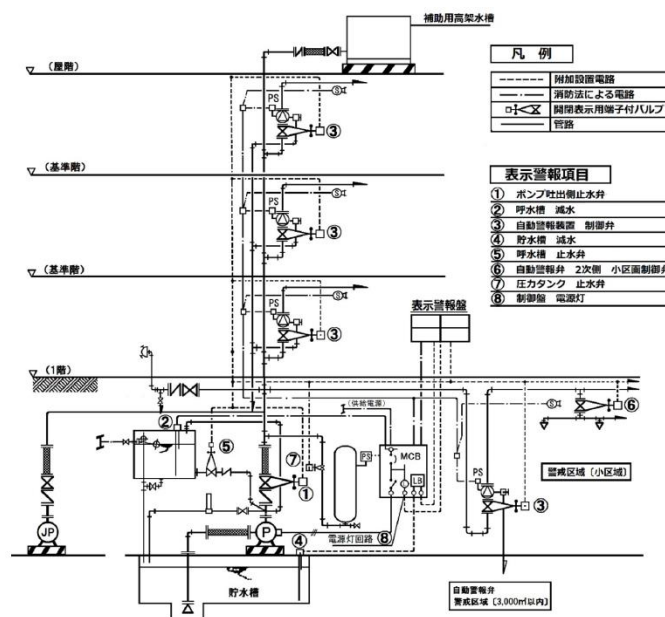 補助用高架水槽
(屋階)
凡 例
附加設置電路
消防法による電路
開閉表示用端子付バルブ
管路
PS
S
③
(基準階)
表示警報項目
① ポンプ吐出側止水弁
② 呼水槽 減水
③ 自動警報装置 制御弁
④ 貯水槽 減水
⑤ 呼水槽 止水弁
⑥ 自動警報弁 2次側 小区画制御弁
⑦ 圧力タンク 止水弁
⑧ 制御盤 電源灯
PS
S
③
(基準階)
PS
S
③
表示警報盤
(1階)
(供給電源)
S
⑥
②
⑤
⑦
①
PS
MCB
LB
警戒区域〔小区域〕
PS
③
JP
P
④
電源灯回路
⑧
貯水槽
自動警報弁
警戒区域〔3,000㎡以内〕